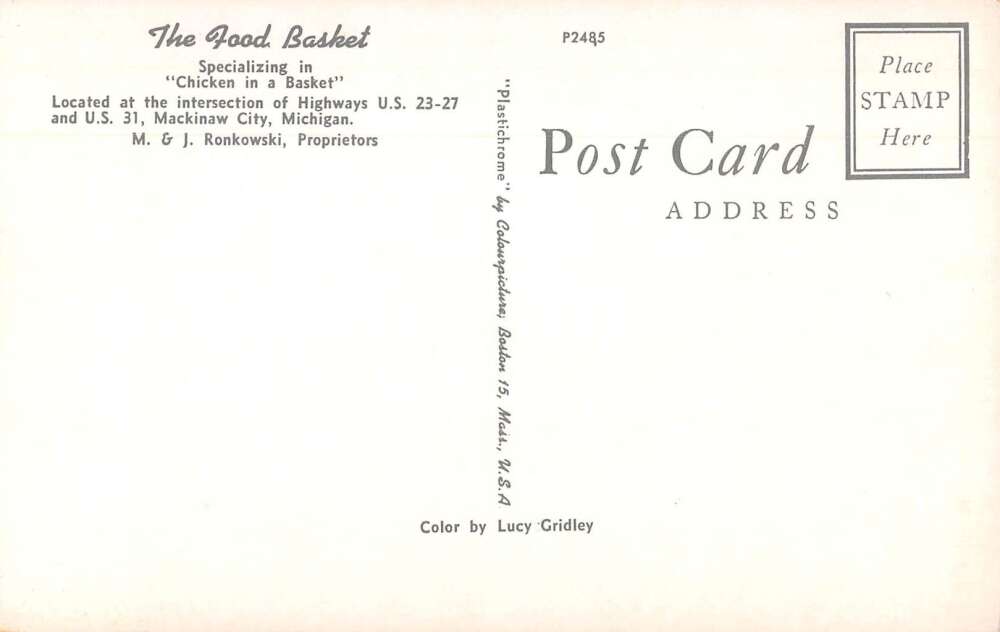 The Food Basket
Specializing in
"Chicken in a Basket"
Located at the intersection of Highways U.S. 23-27
and U.S. 31, Mackinaw City, Michigan.
M. & J. Ronkowski, Proprietors
"Plastichrome" by Colourpicture, Boston 15, Mass., U.S.A
Color by Lucy Gridley
P2485
Place
STAMP
Here
Post Card
ADDRESS